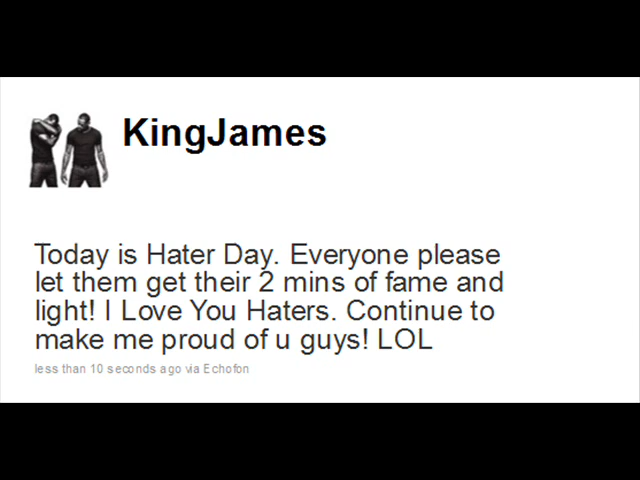 KingJames
Today is Hater Day. Everyone please
let them get their 2 mins of fame and
light! I Love You Haters. Continue to
make me proud of u guys! LOL
less than 10 seconds ago via Echofon